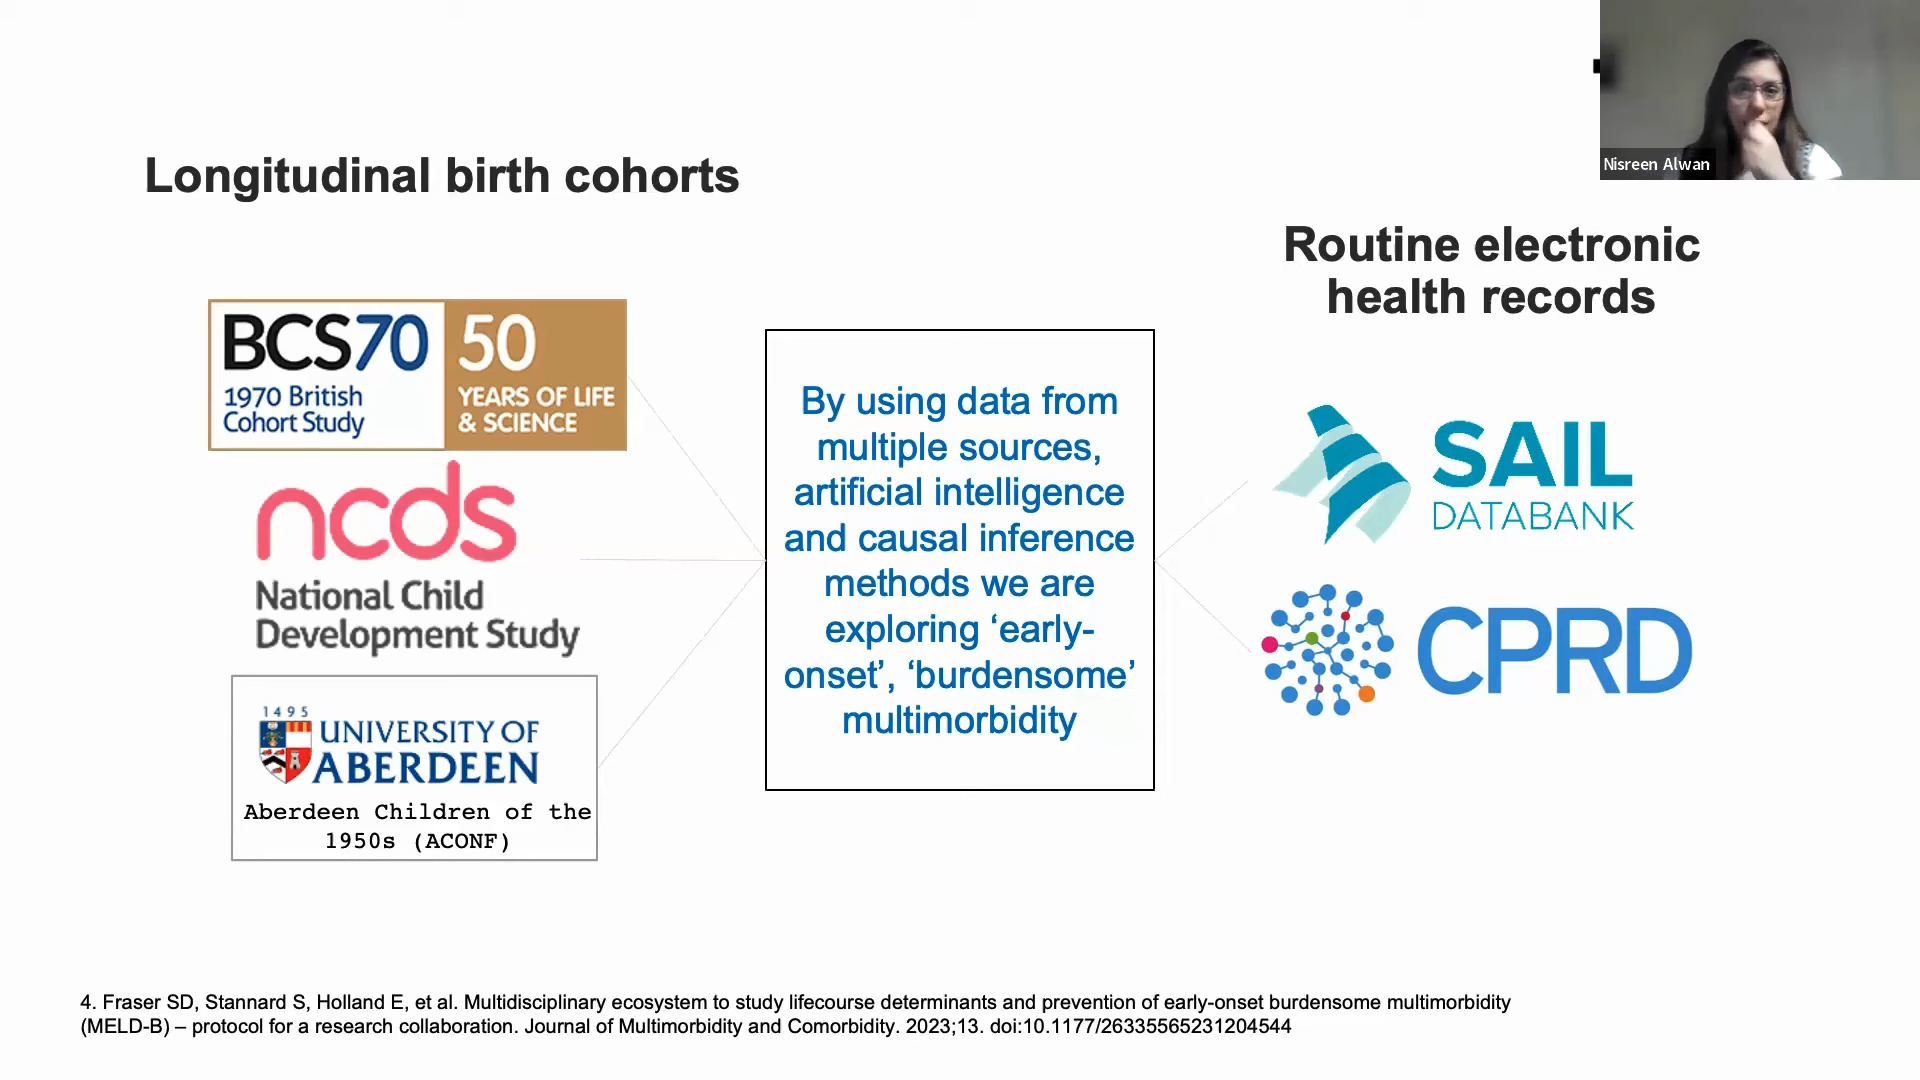 Nisreen Alwan
Longitudinal birth cohorts
Routine electronic
health records
BCS70
1970 British
Cohort Study
50
YEARS OF LIFE
& SCIENCE
ncds
National Child
Development Study
1495
UNIVERSITY OF
ABERDEEN
Aberdeen Children of the
1950s (ACONF)
By using data from
multiple sources,
artificial intelligence
and causal inference
methods we are
exploring ‘early-
onset’, ‘burdensome’
multimorbidity
SAIL
DATABANK
CPRD
4. Fraser SD, Stannard S, Holland E, et al. Multidisciplinary ecosystem to study lifecourse determinants and prevention of early-onset burdensome multimorbidity
(MELD-B) – protocol for a research collaboration. Journal of Multimorbidity and Comorbidity. 2023;13. doi:10.1177/26335565231204544